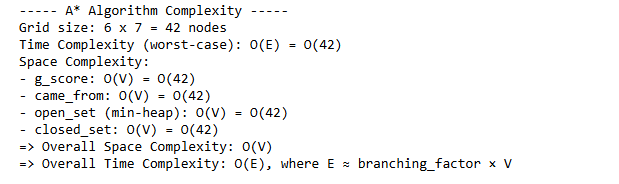 ----- A* Algorithm Complexity -----
Grid size: 6 x 7 = 42 nodes
Time Complexity (worst-case): O(E) = O(42)
Space Complexity:
- g_score: O(V) = O(42)
- came_from: O(V) = O(42)
- open_set (min-heap): O(V) = O(42)
- closed_set: O(V) = O(42)
=> Overall Space Complexity: O(V)
=> Overall Time Complexity: O(E), where E ≈ branching_factor × V